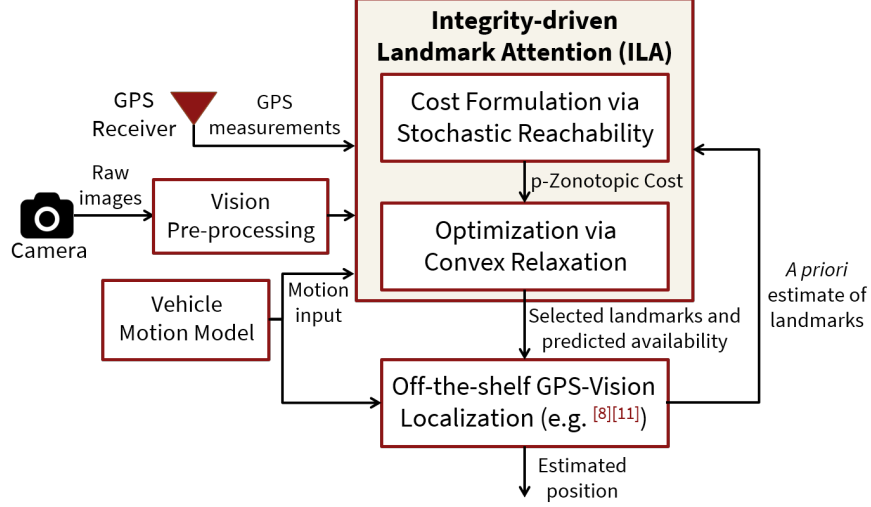 Integrity-driven
Landmark Attention (ILA)
GPS
Receiver
GPS
measurements
Cost Formulation via
Stochastic Reachability
p-Zonotopic Cost
Raw
images
Camera
Vision
Pre-processing
Optimization via
Convex Relaxation
A priori
estimate of
landmarks
Vehicle
Motion Model
Motion
input
Selected landmarks and
predicted availability
Off-the-shelf GPS-Vision
Localization (e.g. [8][11])
Estimated
position